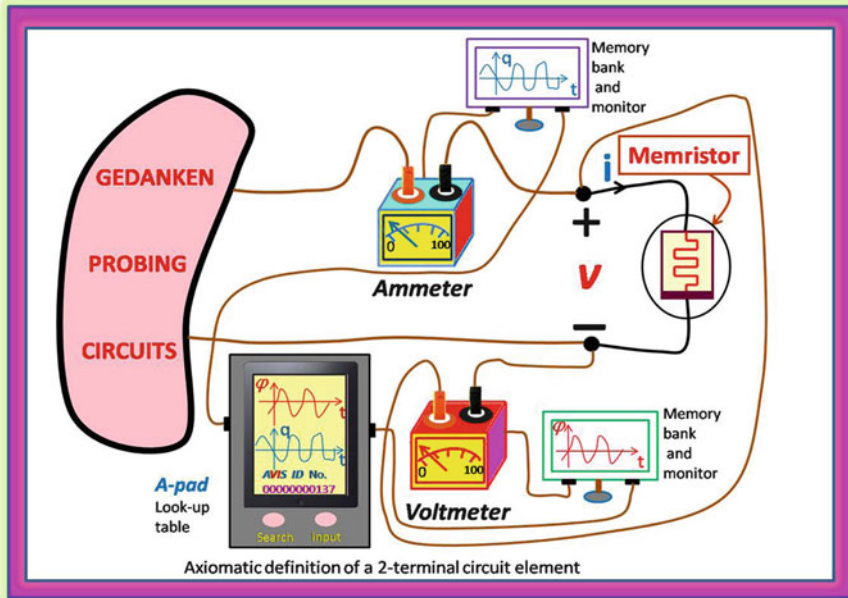 GEDANKEN
PROBING
CIRCUITS
q
t
Memory
bank
and
monitor
i
Memristor
0
100
Ammeter
+
v
−
φ
t
q
t
AVIS ID No.
00000000137
Search
Input
A-pad
Look-up
table
0
100
Voltmeter
φ
t
Memory
bank
and
monitor
Axiomatic definition of a 2-terminal circuit element